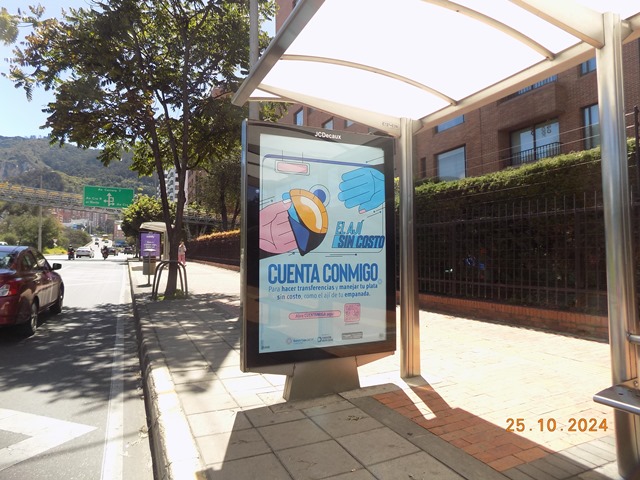 JCDecaux
EL AJÍ
SIN COSTO
CUENTA CONMIGO
Para hacer transferencias y manejar tu plata
sin costo, como el ají de tu empanada.
25.10.2024